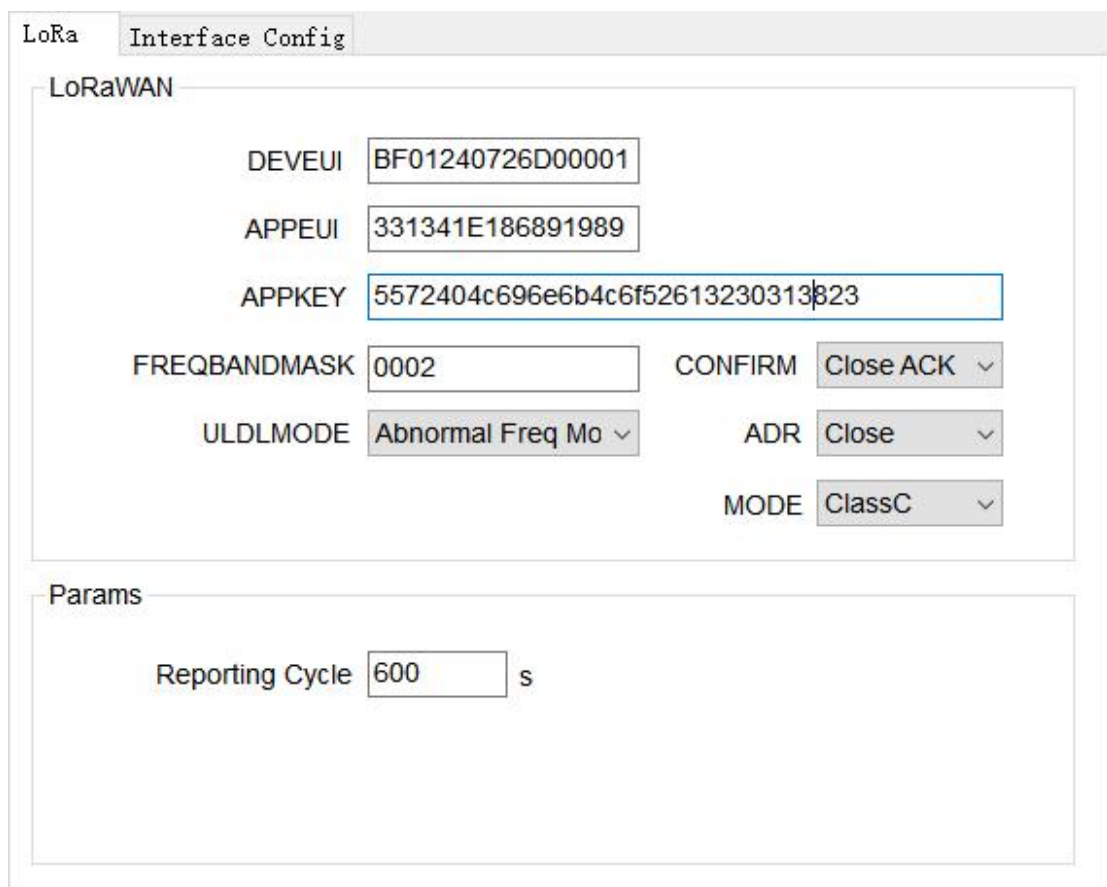 LoRa Interface Config
LoRaWAN
DEVEUI BF01240726D00001
APPEUI 331341E186891989
APPKEY 5572404c696e6b4c6f52613230313823
FREQBANDMASK 0002 CONFIRM Close ACK
ULDLMODE Abnormal Freq Mo ADR Close
MODE ClassC
Params
Reporting Cycle 600 s